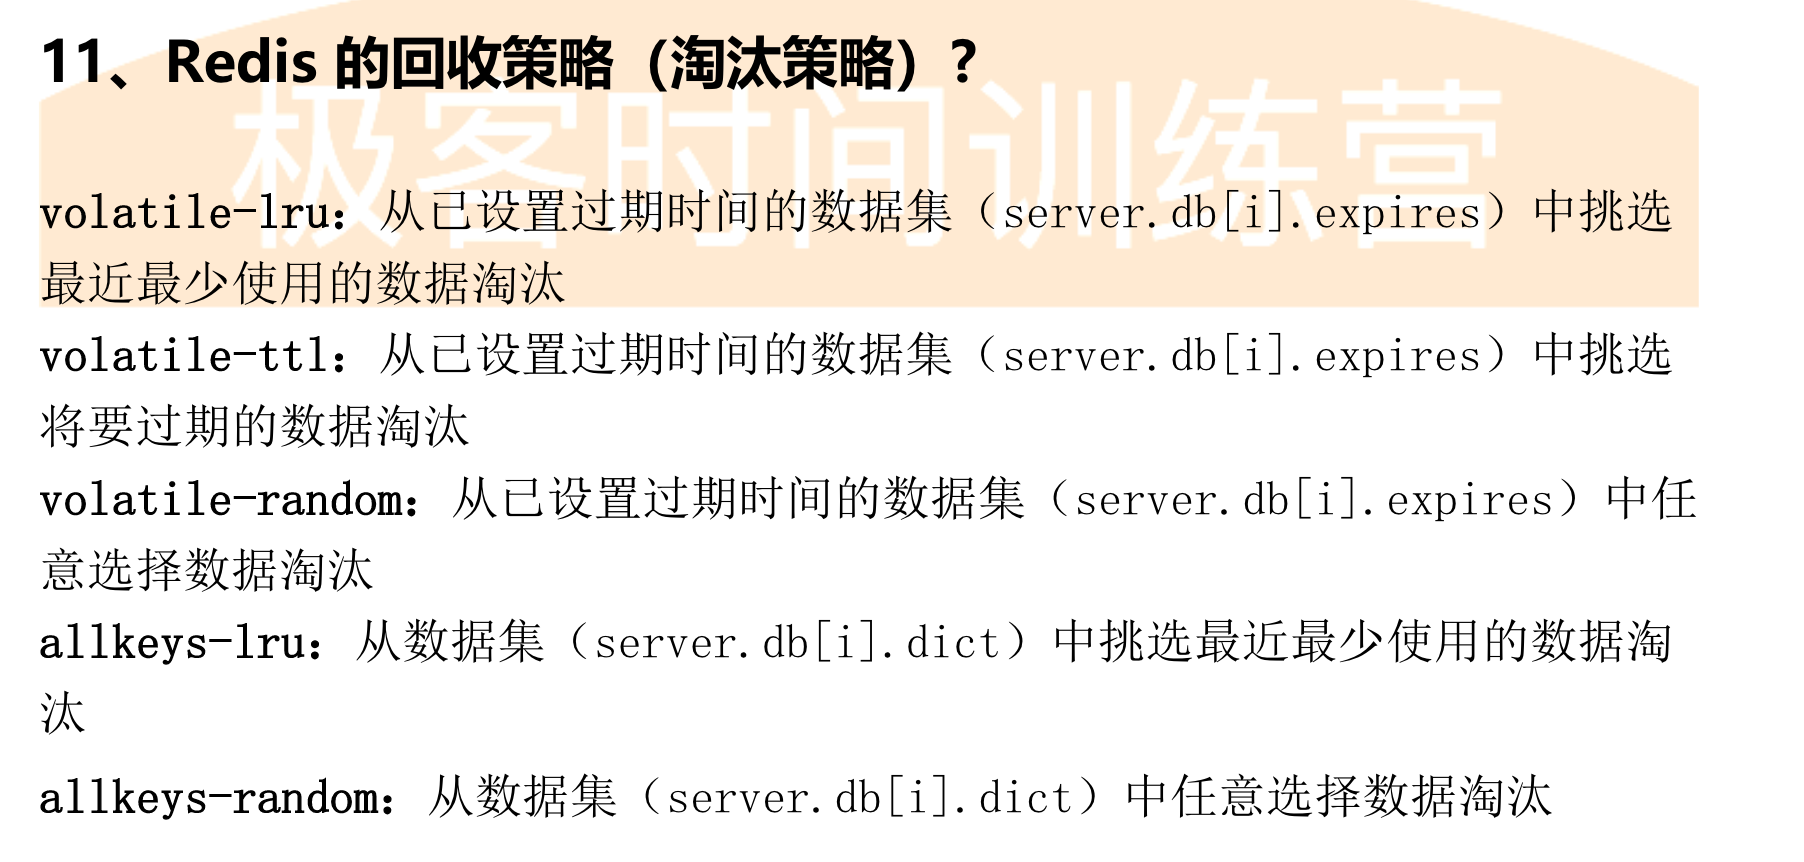 11、Redis 的回收策略（淘汰策略）?
极客时间训练营
volatile-lru：从已设置过期时间的数据集（server.db[i].expires）中挑选
最近最少使用的数据淘汰
volatile-ttl：从已设置过期时间的数据集（server.db[i].expires）中挑选
将要过期的数据淘汰
volatile-random：从已设置过期时间的数据集（server.db[i].expires）中任
意选择数据淘汰
allkeys-lru：从数据集（server.db[i].dict）中挑选最近最少使用的数据淘
汰
allkeys-random：从数据集（server.db[i].dict）中任意选择数据淘汰